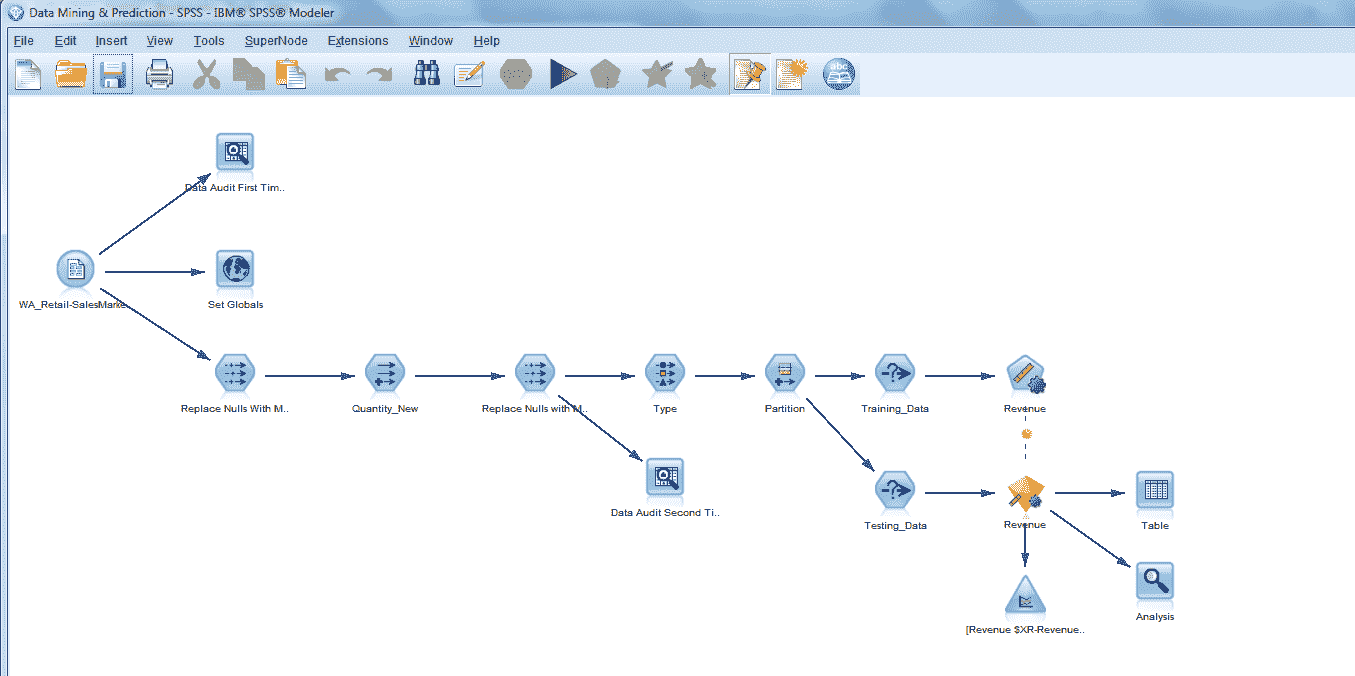 Data Mining & Prediction - SPSS - IBM® SPSS® Modeler
File Edit Insert View Tools SuperNode Extensions Window Help
abc
Data Audit First Tim..
WA_Retail-SalesMarke..
Set Globals
Replace Nulls With M..
Quantity_New
Replace Nulls with M..
Type
Partition
Training_Data
Revenue
Data Audit Second Ti..
Testing_Data
Revenue
Table
[Revenue $XR-Revenue..
Analysis